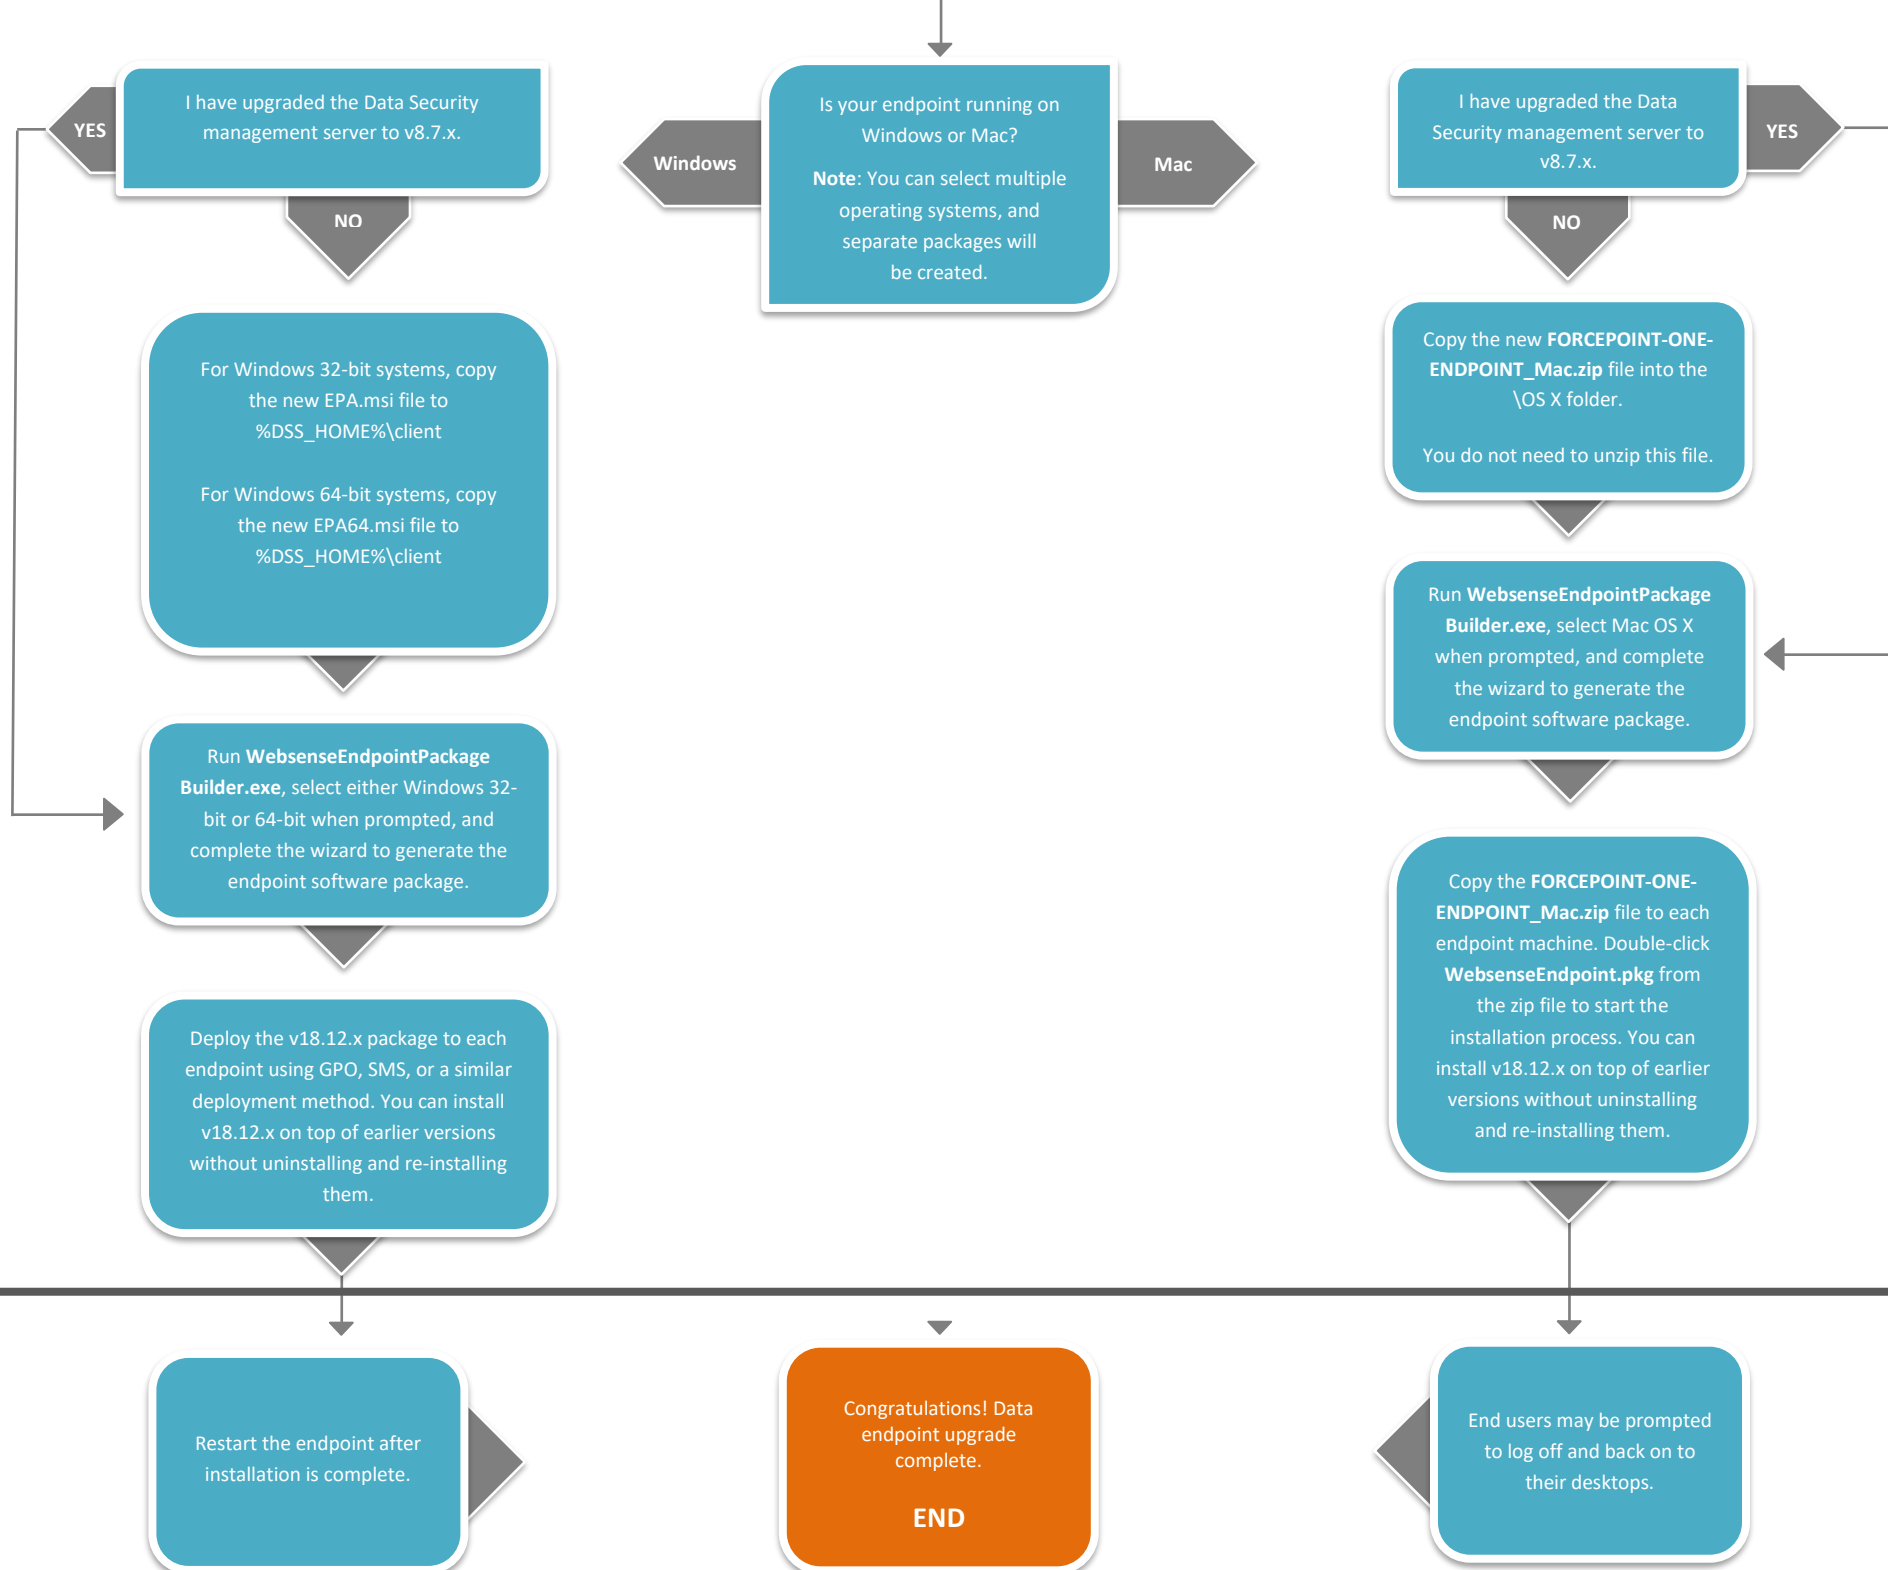 I have upgraded the Data Security
management server to v8.7.x.
YES
NO
For Windows 32-bit systems, copy
the new EPA.msi file to
%DSS_HOME%\client
For Windows 64-bit systems, copy
the new EPA64.msi file to
%DSS_HOME%\client
Run WebsenseEndpointPackage
Builder.exe, select either Windows 32-
bit or 64-bit when prompted, and
complete the wizard to generate the
endpoint software package.
Deploy the v18.12.x package to each
endpoint using GPO, SMS, or a similar
deployment method. You can install
v18.12.x on top of earlier versions
without uninstalling and re-installing
them.
Restart the endpoint after
installation is complete.
Is your endpoint running on
Windows or Mac?
Note: You can select multiple
operating systems, and
separate packages will
be created.
Windows
Mac
Congratulations! Data
endpoint upgrade
complete.
END
I have upgraded the Data
Security management server to
v8.7.x.
YES
NO
Copy the new FORCEPOINT-ONE-
ENDPOINT_Mac.zip file into the
\OS X folder.
You do not need to unzip this file.
Run WebsenseEndpointPackage
Builder.exe, select Mac OS X
when prompted, and complete
the wizard to generate the
endpoint software package.
Copy the FORCEPOINT-ONE-
ENDPOINT_Mac.zip file to each
endpoint machine. Double-click
WebsenseEndpoint.pkg from
the zip file to start the
installation process. You can
install v18.12.x on top of earlier
versions without uninstalling
and re-installing them.
End users may be prompted
to log off and back on to
their desktops.